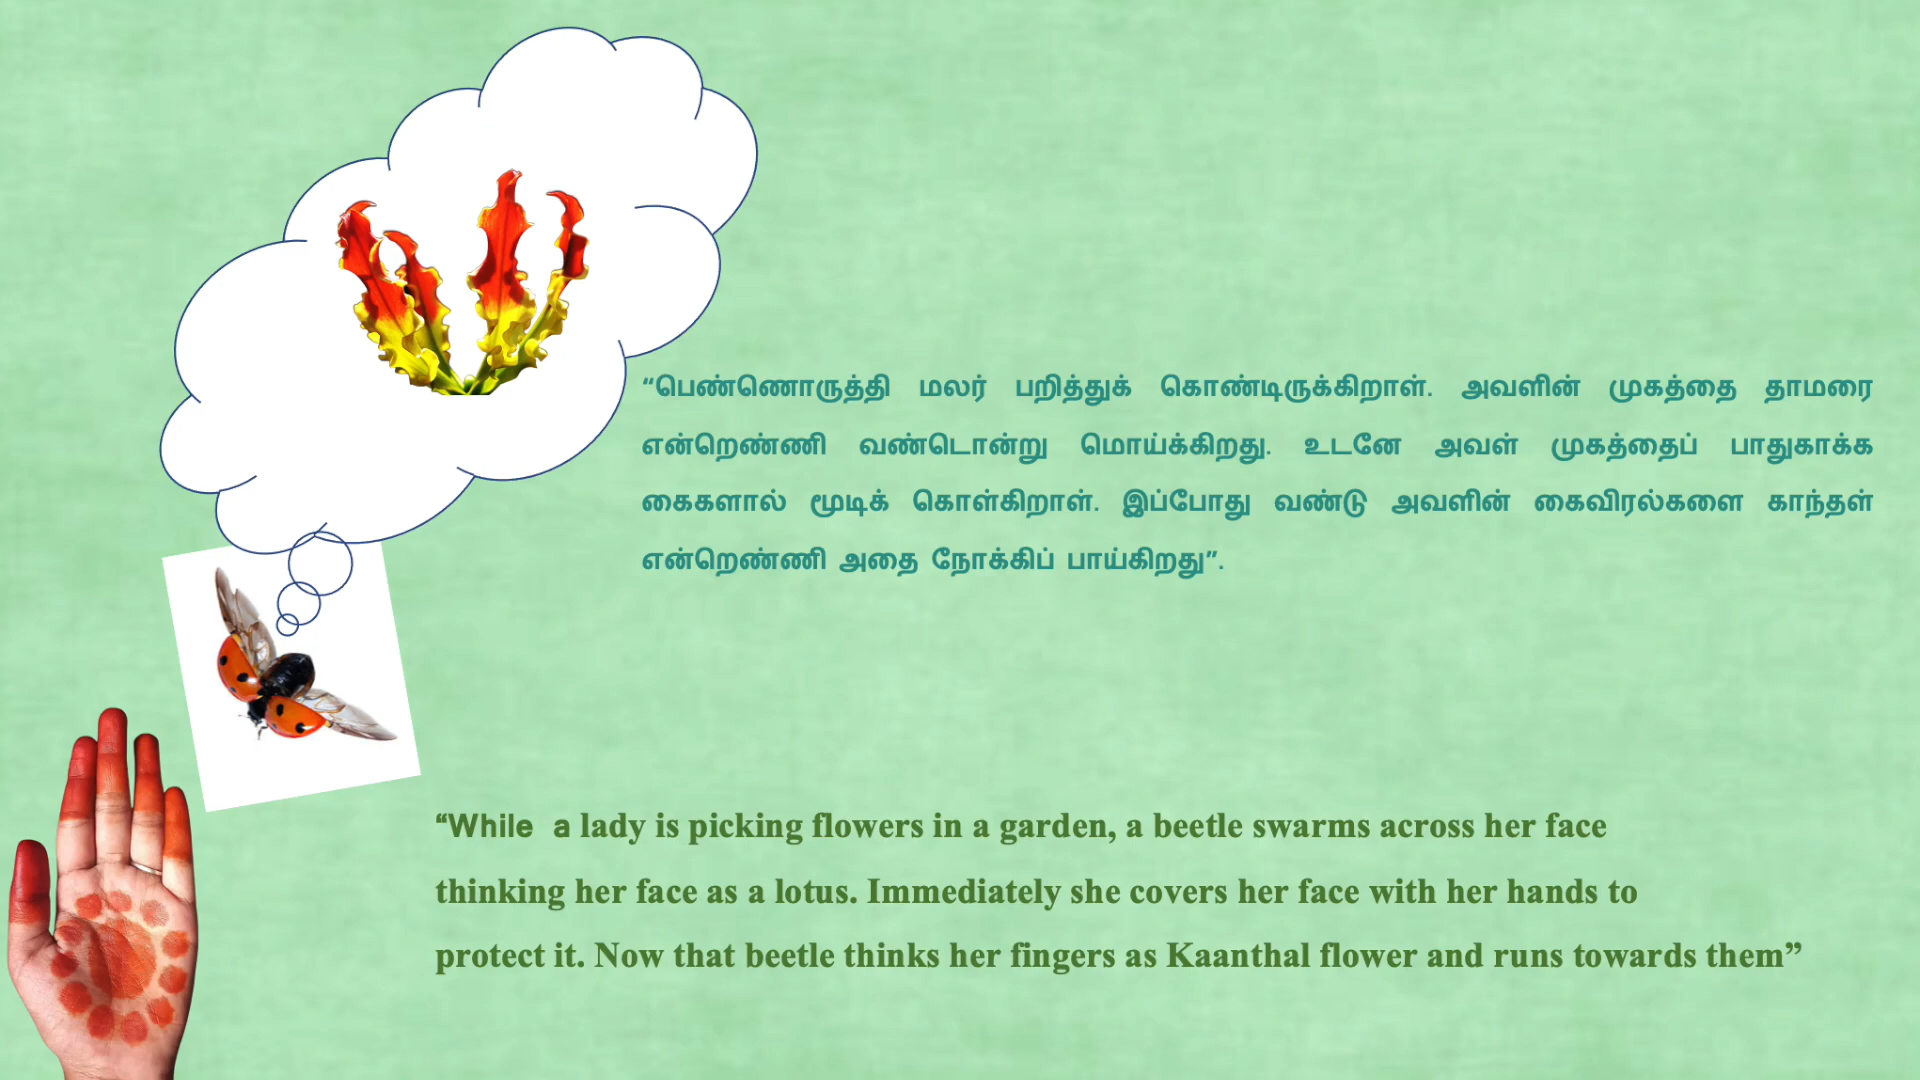 “பெண்ணொருத்தி மலர் பறித்துக் கொண்டிருக்கிறாள். அவளின் முகத்தை தாமரை
என்றெண்ணி வண்டொன்று மொய்க்கிறது. உடனே அவள் முகத்தைப் பாதுகாக்க
கைகளால் மூடிக் கொள்கிறாள். இப்போது வண்டு அவளின் கைவிரல்களை காந்தள்
என்றெண்ணி அதை நோக்கிப் பாய்கிறது”.
“While a lady is picking flowers in a garden, a beetle swarms across her face
thinking her face as a lotus. Immediately she covers her face with her hands to
protect it. Now that beetle thinks her fingers as Kaanthal flower and runs towards them”